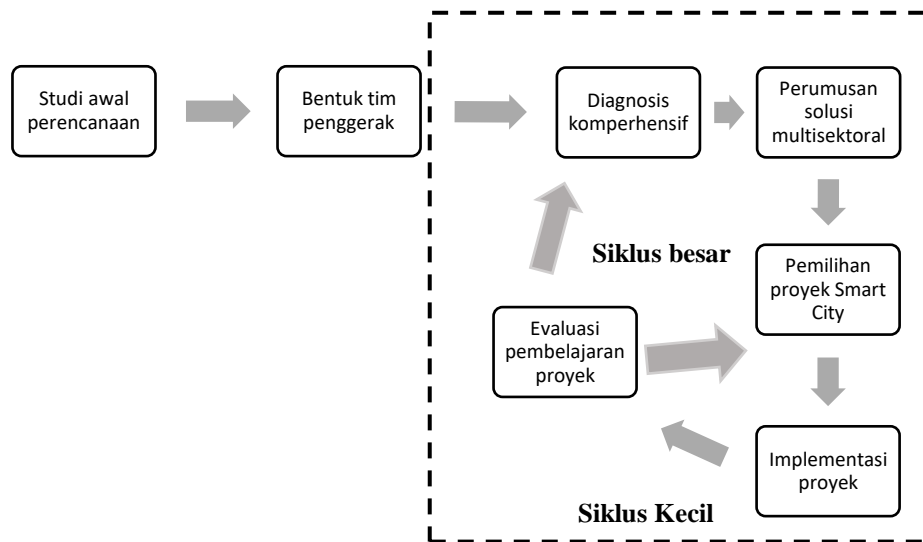 Studi awal
perencanaan
Bentuk tim
penggerak
Diagnosis
komperhensif
Perumusan
solusi
multisektoral
Siklus besar
Pemilihan
proyek Smart
City
Evaluasi
pembelajaran
proyek
Implementasi
proyek
Siklus Kecil